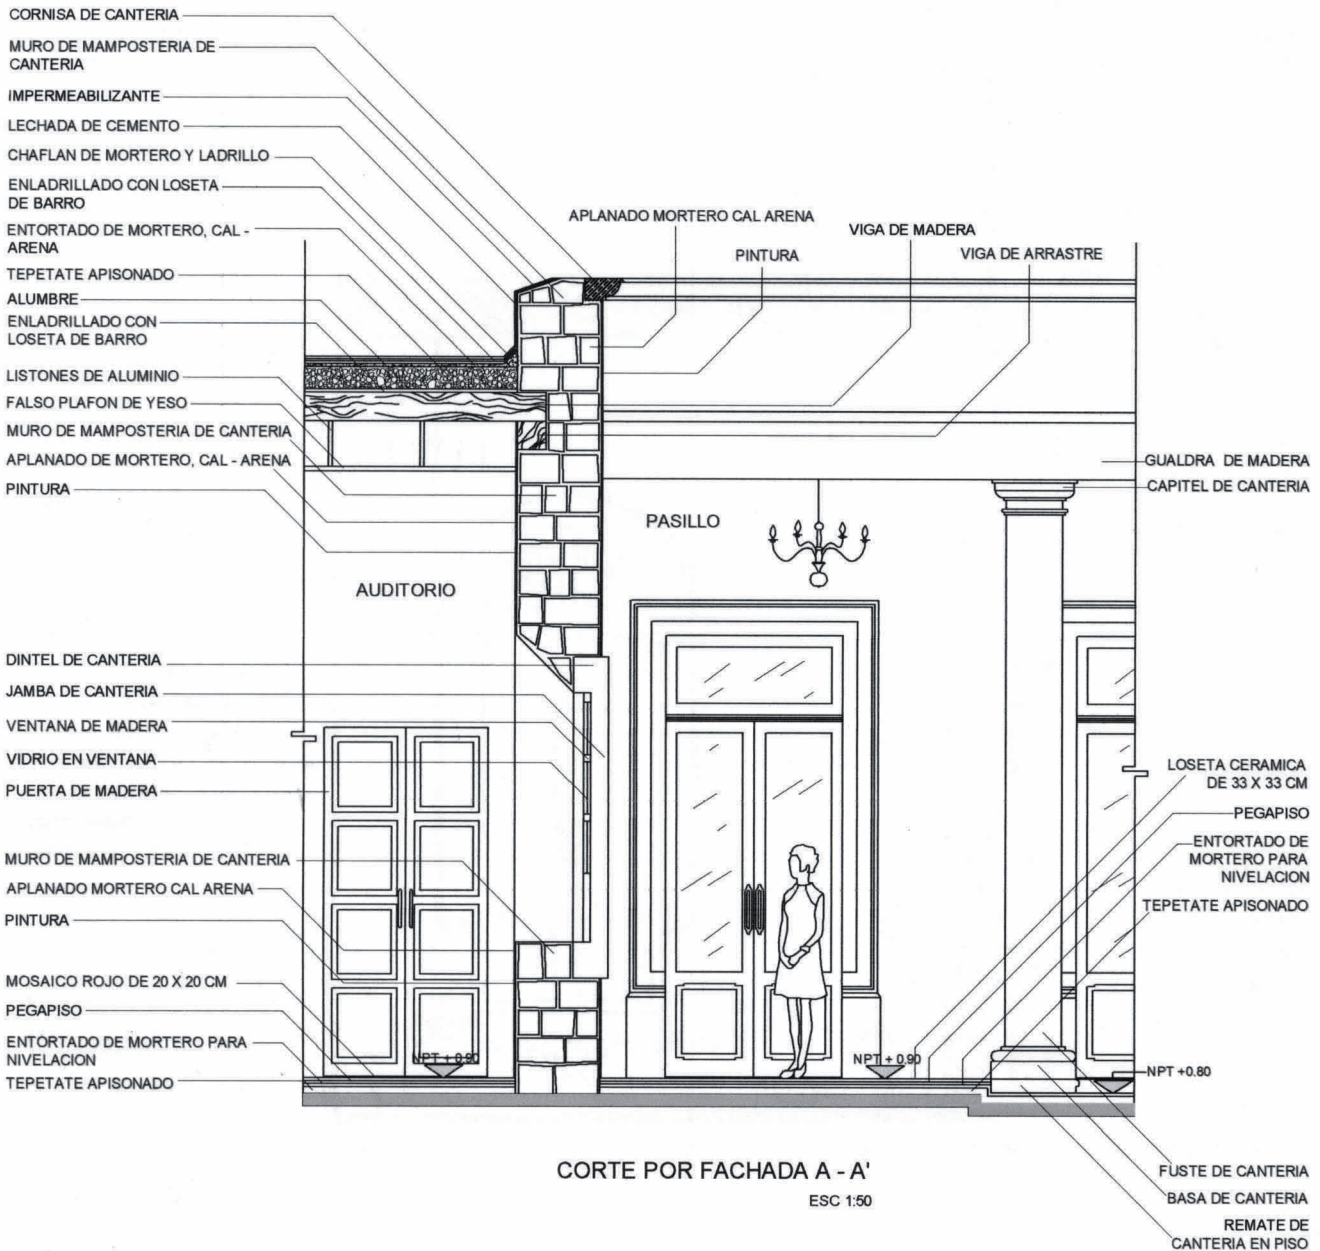 CORNISA DE CANTERIA
MURO DE MAMPOSTERIA DE
CANTERIA
IMPERMEABILIZANTE
LECHADA DE CEMENTO
CHAFLAN DE MORTERO Y LADRILLO
ENLADRILLADO CON LOSETA
DE BARRO
ENTORTADO DE MORTERO, CAL -
ARENA
TEPETATE APISONADO
ALUMBRE
ENLADRILLADO CON
LOSETA DE BARRO
LISTONES DE ALUMINIO
FALSO PLAFON DE YESO
MURO DE MAMPOSTERIA DE CANTERIA
APLANADO DE MORTERO, CAL - ARENA
PINTURA
APLANADO MORTERO CAL ARENA
PINTURA
VIGA DE MADERA
VIGA DE ARRASTRE
GUALDRA DE MADERA
CAPITEL DE CANTERIA
PASILLO
AUDITORIO
DINTEL DE CANTERIA
JAMBA DE CANTERIA
VENTANA DE MADERA
VIDRIO EN VENTANA
PUERTA DE MADERA
MURO DE MAMPOSTERIA DE CANTERIA
APLANADO MORTERO CAL ARENA
PINTURA
MOSAICO ROJO DE 20 X 20 CM
PEGAPISO
ENTORTADO DE MORTERO PARA
NIVELACION
TEPETATE APISONADO
LOSETA CERAMICA
DE 33 X 33 CM
PEGAPISO
ENTORTADO DE
MORTERO PARA
NIVELACION
TEPETATE APISONADO
NPT + 0.90
NPT + 0.90
NPT +0.80
FUSTE DE CANTERIA
BASA DE CANTERIA
REMATE DE
CANTERIA EN PISO
CORTE POR FACHADA A - A'
ESC 1:50